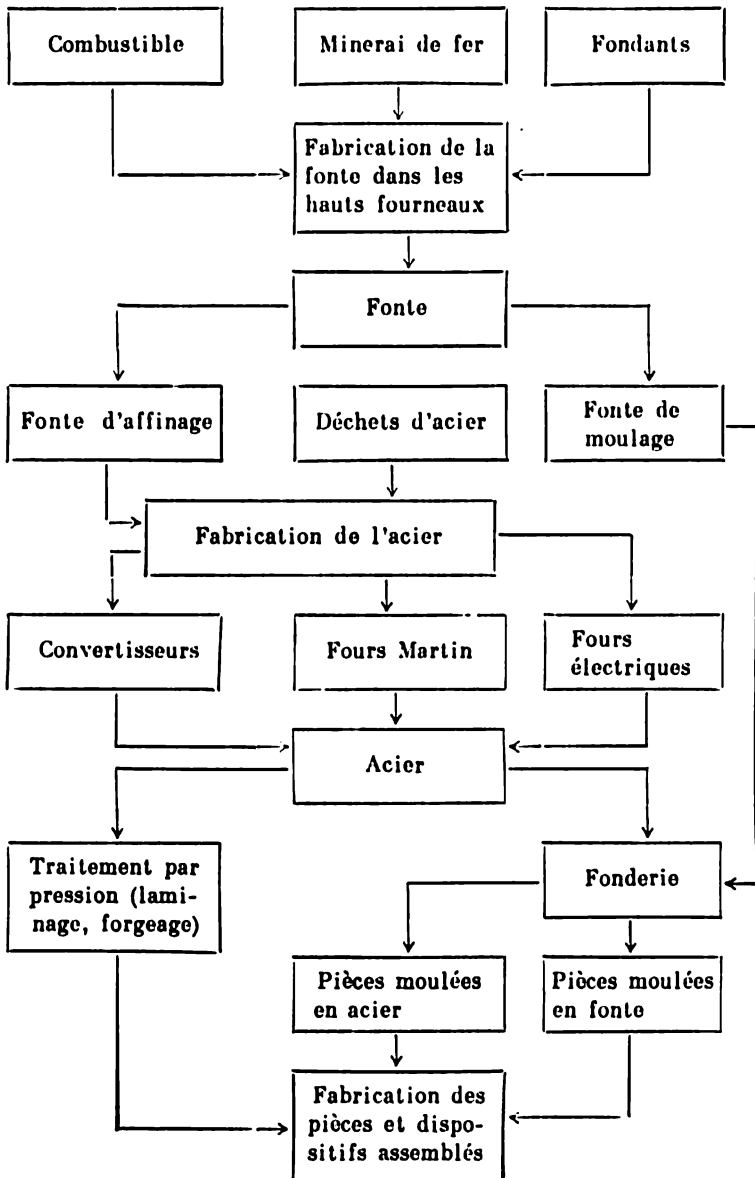 Combustible
Minerai de fer
Fondants
Fabrication de la
fonte dans les
hauts fourneaux
Fonte
Fonte d'affinage
Déchets d'acier
Fonte de
moulage
Fabrication de l'acier
Convertisseurs
Fours Martin
Fours
électriques
Acier
Traitement par
pression (lami-
nage, forgeage)
Fonderie
Pièces moulées
en acier
Pièces moulées
en fonte
Fabrication des
pièces et dispo-
sitifs assemblés